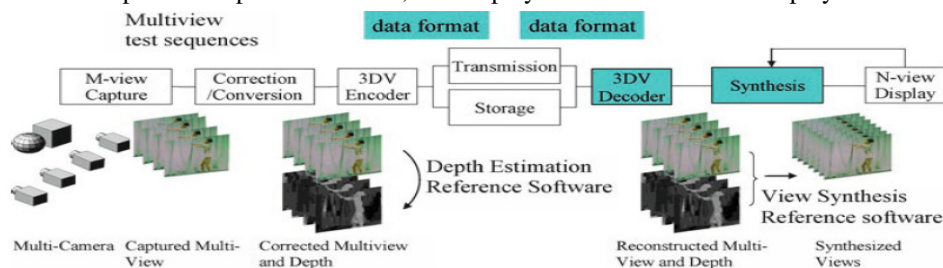 Multiview
test sequences
data format
data format
M-view
Capture
Correction
/Conversion
3DV
Encoder
Transmission
Storage
3DV
Decoder
Synthesis
N-view
Display
Depth Estimation
Reference Software
View Synthesis
Reference software
Multi-Camera
Captured Multi-
View
Corrected Multiview
and Depth
Reconstructed Multi-
View and Depth
Synthesized
Views